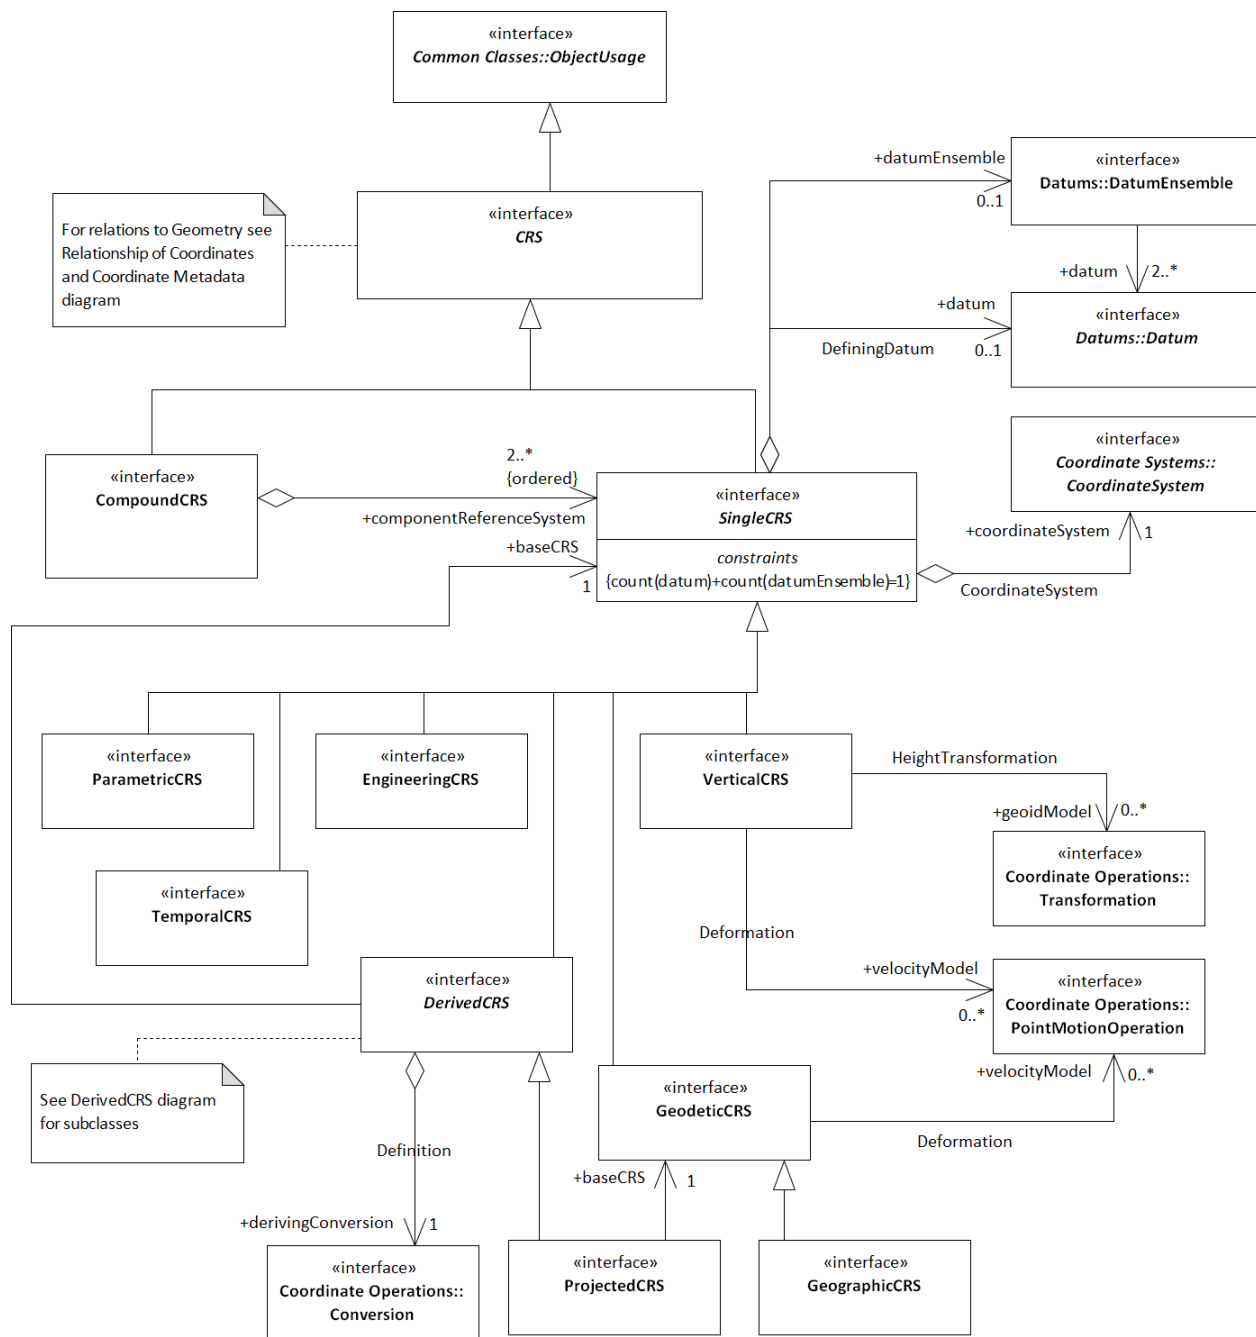 «interface»
Common Classes::ObjectUsage
+datumEnsemble
0..1
«interface»
Datums::DatumEnsemble
For relations to Geometry see
Relationship of Coordinates
and Coordinate Metadata
diagram
«interface»
CRS
+datum
2..*
+datum
DefiningDatum
0..1
«interface»
Datums::Datum
«interface»
CompoundCRS
2..*
{ordered}
+componentReferenceSystem
+baseCRS
1
«interface»
SingleCRS
constraints
{count(datum)+count(datumEnsemble)=1}
«interface»
Coordinate Systems::
CoordinateSystem
+coordinateSystem
1
CoordinateSystem
«interface»
ParametricCRS
«interface»
EngineeringCRS
«interface»
VerticalCRS
HeightTransformation
+geoidModel
0..*
«interface»
Coordinate Operations::
Transformation
«interface»
TemporalCRS
Deformation
+velocityModel
0..*
«interface»
Coordinate Operations::
PointMotionOperation
«interface»
DerivedCRS
See DerivedCRS diagram
for subclasses
«interface»
GeodeticCRS
+velocityModel
0..*
Deformation
Definition
+baseCRS
1
+derivingConversion
1
«interface»
Coordinate Operations::
Conversion
«interface»
ProjectedCRS
«interface»
GeographicCRS